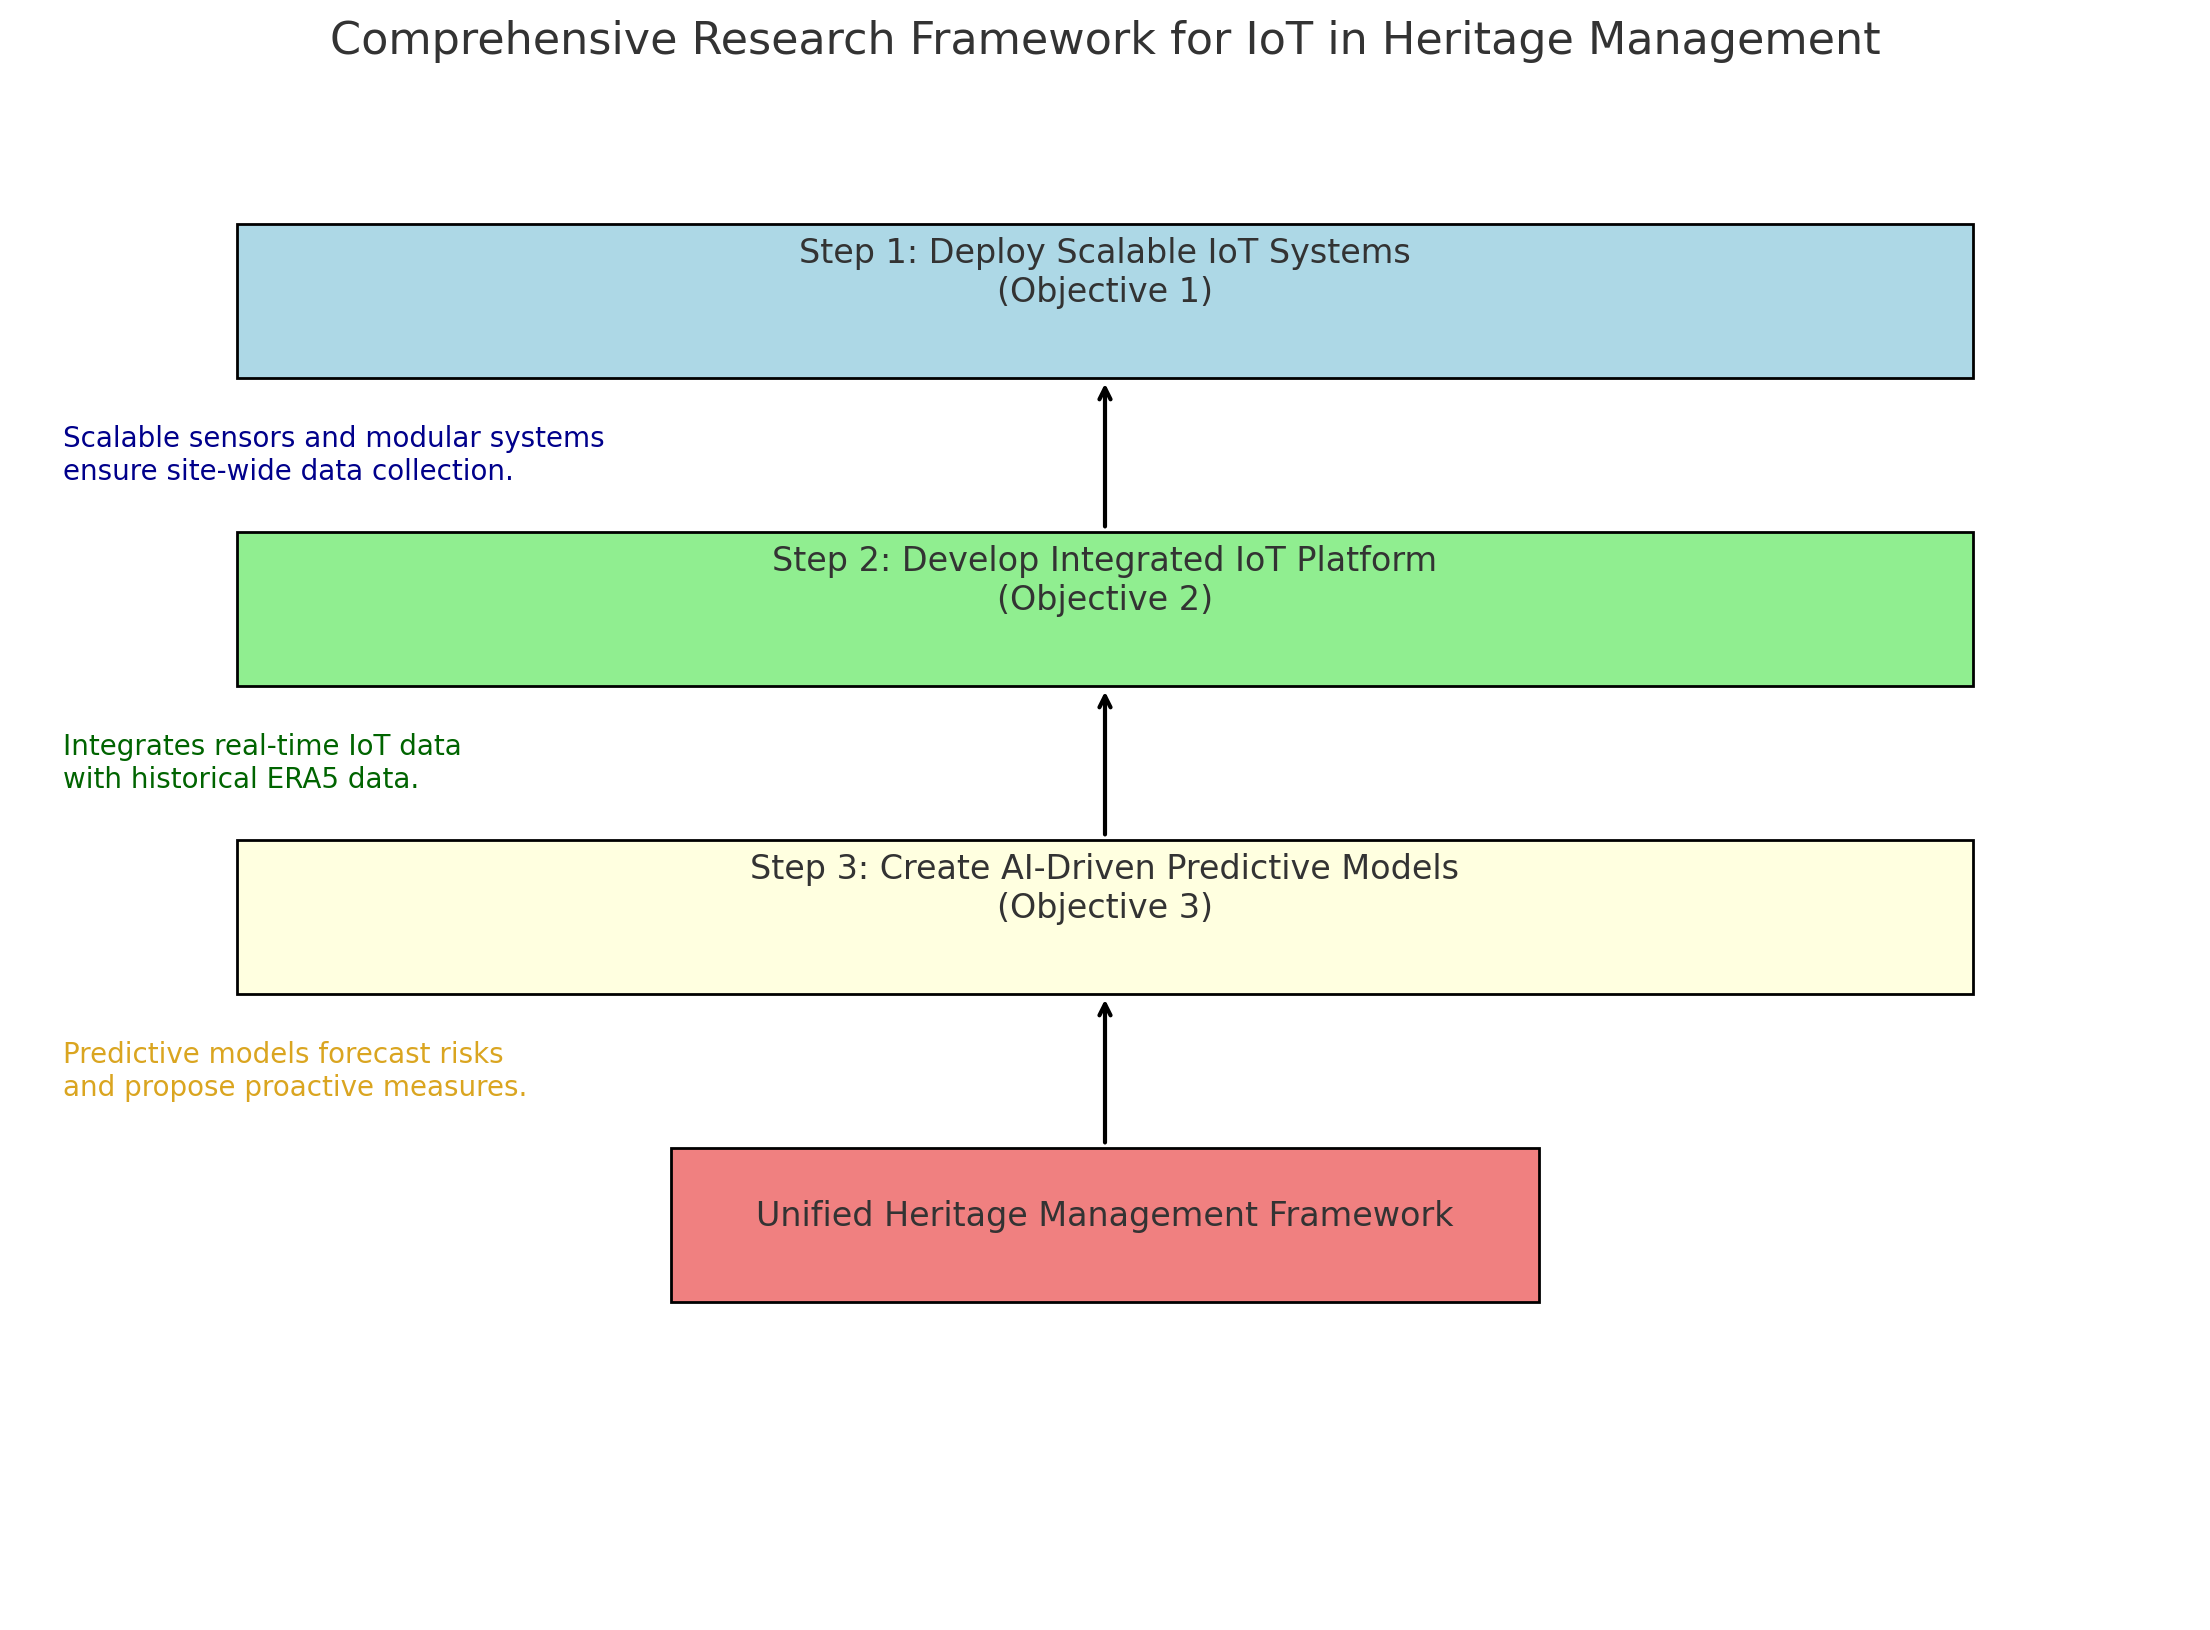 Comprehensive Research Framework for IoT in Heritage Management
Step 1: Deploy Scalable IoT Systems
(Objective 1)
Scalable sensors and modular systems
ensure site-wide data collection.
Step 2: Develop Integrated IoT Platform
(Objective 2)
Integrates real-time IoT data
with historical ERA5 data.
Step 3: Create AI-Driven Predictive Models
(Objective 3)
Predictive models forecast risks
and propose proactive measures.
Unified Heritage Management Framework